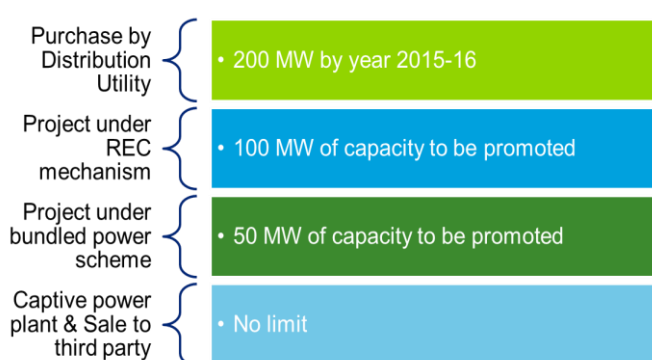 Purchase by
Distribution
Utility
• 200 MW by year 2015-16
Project under
REC
mechanism
• 100 MW of capacity to be promoted
Project under
bundled power
scheme
• 50 MW of capacity to be promoted
Captive power
plant & Sale to
third party
• No limit